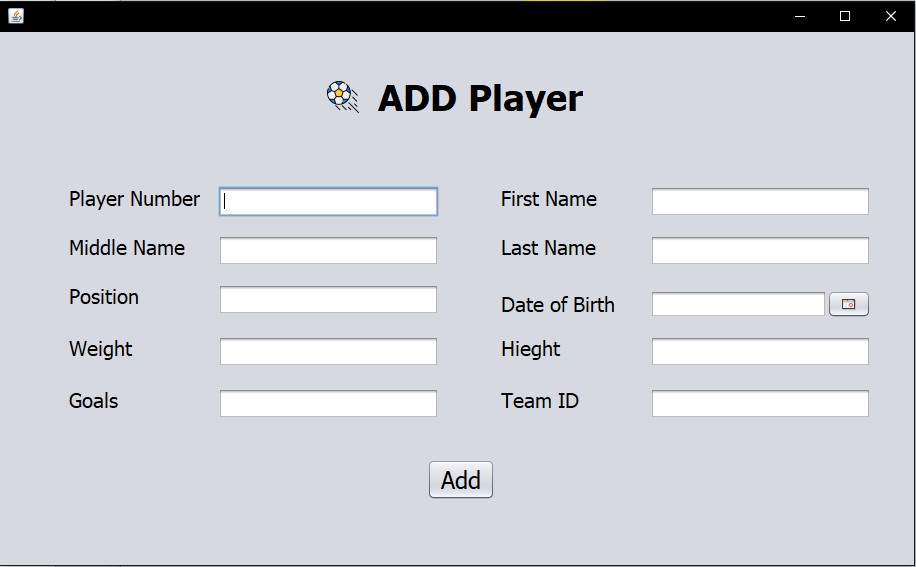 ADD Player
Player Number
First Name
Middle Name
Last Name
Position
Date of Birth
Weight
Hieght
Goals
Team ID
Add